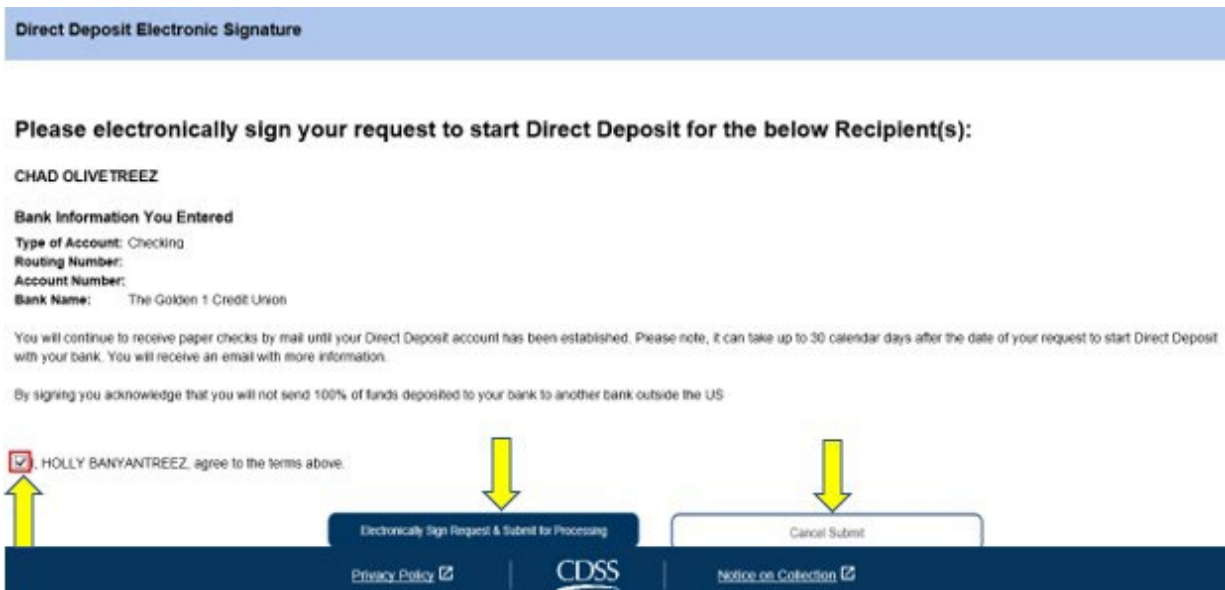 Direct Deposit Electronic Signature
Please electronically sign your request to start Direct Deposit for the below Recipient(s):
CHAD OLIVETREEZ
Bank Information You Entered
Type of Account: Checking
Routing Number:
Account Number:
Bank Name: The Golden 1 Credit Union
You will continue to receive paper checks by mail until your Direct Deposit account has been established. Please note, it can take up to 30 calendar days after the date of your request to start Direct Deposit
with your bank. You will receive an email with more information.
By signing you acknowledge that you will not send 100% of funds deposited to your bank to another bank outside the US
, HOLLY BANYANTREEZ, agree to the terms above.
Electronically Sign Request & Submit for Processing
Cancel Submit
Privacy Policy
CDSS
Notice on Collection